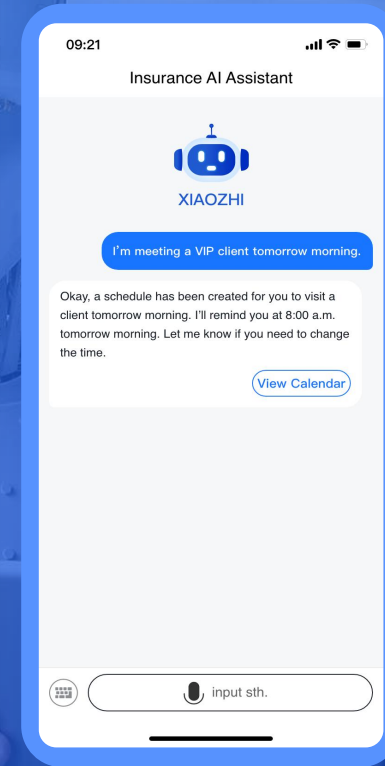 09:21
Insurance AI Assistant
XIAOZHI
I'm meeting a VIP client tomorrow morning.
Okay, a schedule has been created for you to visit a
client tomorrow morning. I'll remind you at 8:00 a.m.
tomorrow morning. Let me know if you need to change
the time.
View Calendar
input sth.